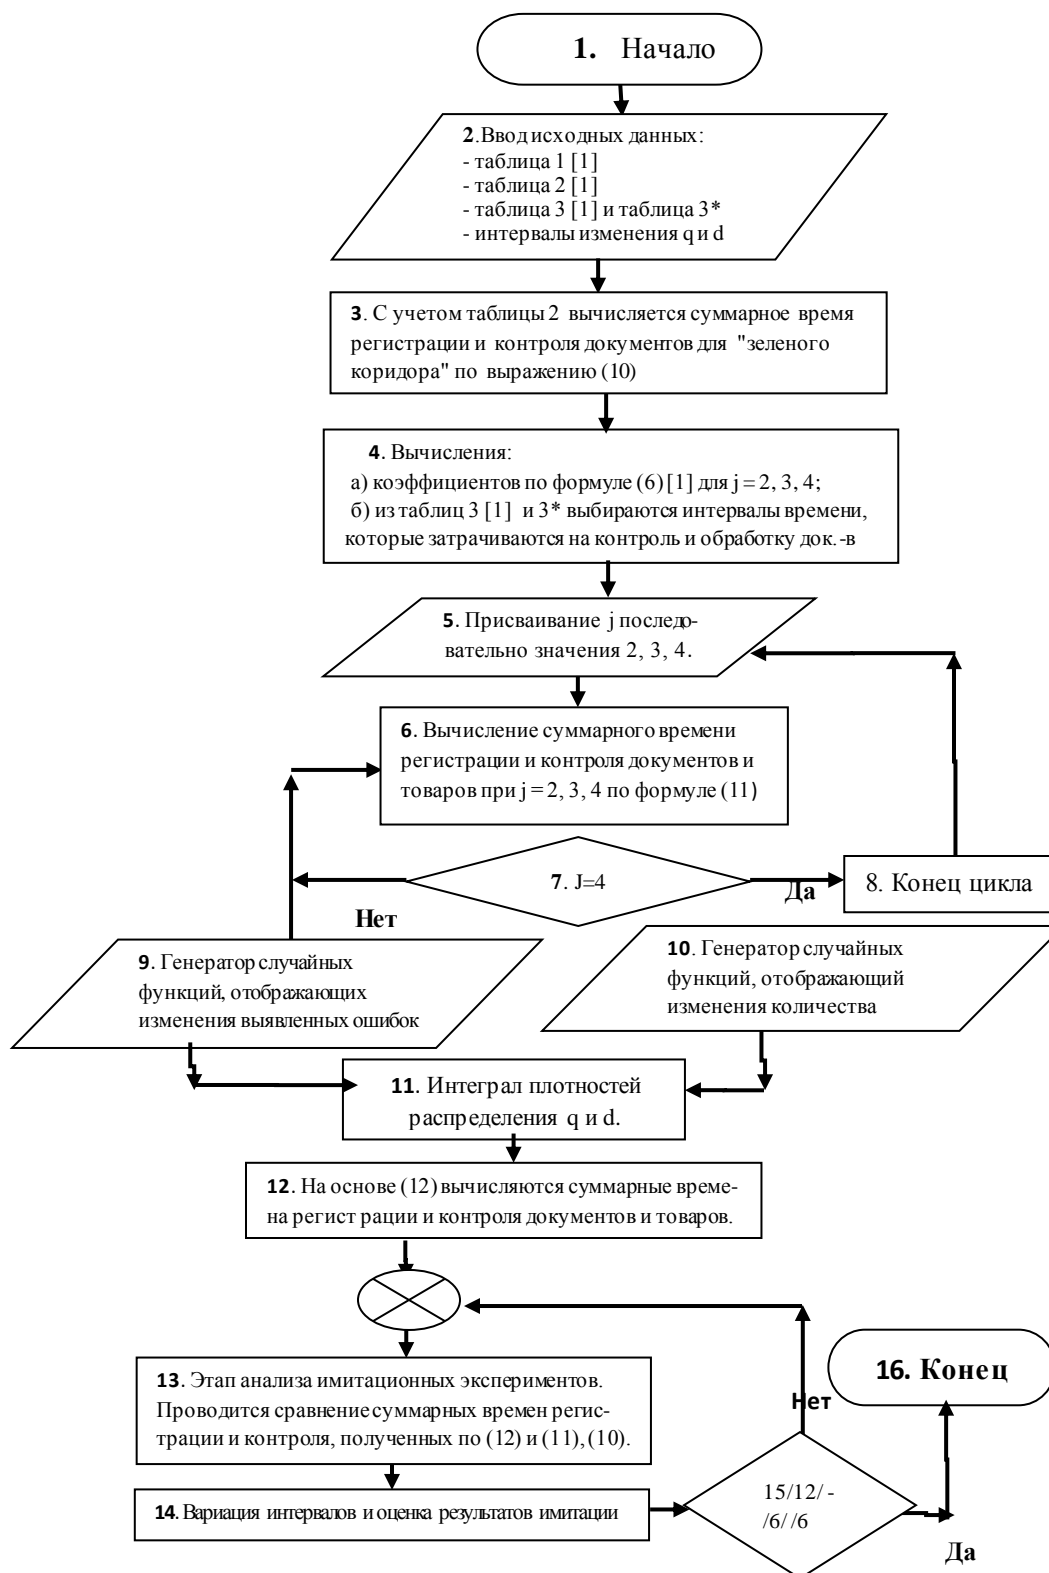 1. Начало
2.Ввод исходных данных:
- таблица 1 [1]
- таблица 2 [1]
- таблица 3 [1] и таблица 3*
- интервалы изменения q и d
3. С учетом таблицы 2 вычисляется суммарное время
регистрации и контроля документов для "зеленого
коридора" по выражению (10)
4. Вычисления:
а) коэффициентов по формуле (6) [1] для j = 2, 3, 4;
б) из таблиц 3 [1] и 3* выбираются интервалы времени,
которые затрачиваются на контроль и обработку док.-в
5. Присваивание j последо-
вательно значения 2, 3, 4.
6. Вычисление суммарного времени
регистрации и контроля документов и
товаров при j = 2, 3, 4 по формуле (11)
7. J=4
Да
8. Конец цикла
Нет
9. Генератор случайных
функций, отображающих
изменения выявленных ошибок
10. Генератор случайных
функций, отображающий
изменения количества
11. Интеграл плотностей
распределения q и d.
12. На основе (12) вычисляются суммарные време-
на регист рации и контроля документов и товаров.
13. Этап анализа имитационных экспериментов.
Проводится сравнение суммарных времен регис-
трации и контроля, полученных по (12) и (11), (10).
16. Конец
Нет
14. Вариация интервалов и оценка результатов имитации
15/12/ -
/6/ /6
Да